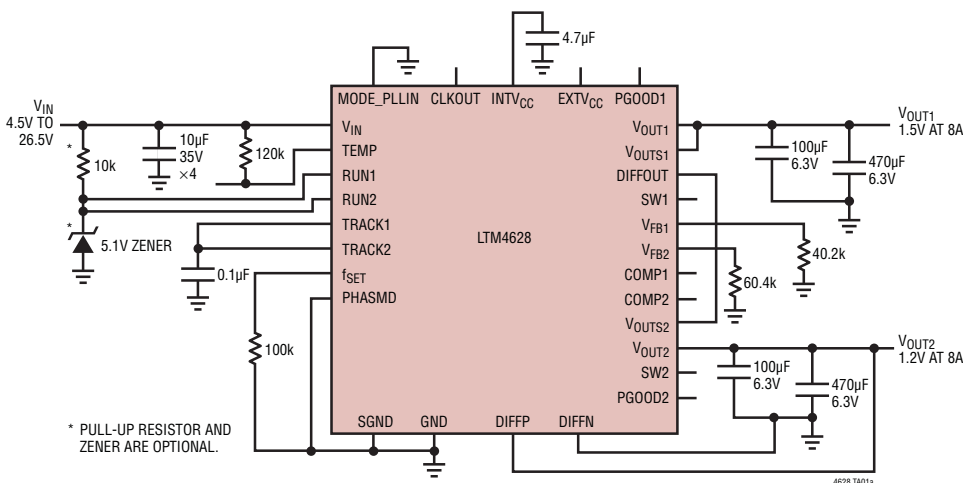 4.7µF
MODE_PLLIN CLKOUT INTVCC EXTVCC PGOOD1
VIN
4.5V TO
26.5V
*
10k
10µF
35V
×4
120k
VIN
TEMP
RUN1
RUN2
TRACK1
TRACK2
fSET
PHASMD
*
5.1V ZENER
0.1µF
100k
LTM4628
VOUT1
VOUTS1
DIFFOUT
SW1
VFB1
VFB2
COMP1
COMP2
VOUTS2
VOUT2
SW2
PGOOD2
100µF
6.3V
470µF
6.3V
VOUT1
1.5V AT 8A
40.2k
60.4k
VOUT2
1.2V AT 8A
100µF
6.3V
470µF
6.3V
SGND GND DIFFP DIFFN
* PULL-UP RESISTOR AND
ZENER ARE OPTIONAL.
4628 TA01a